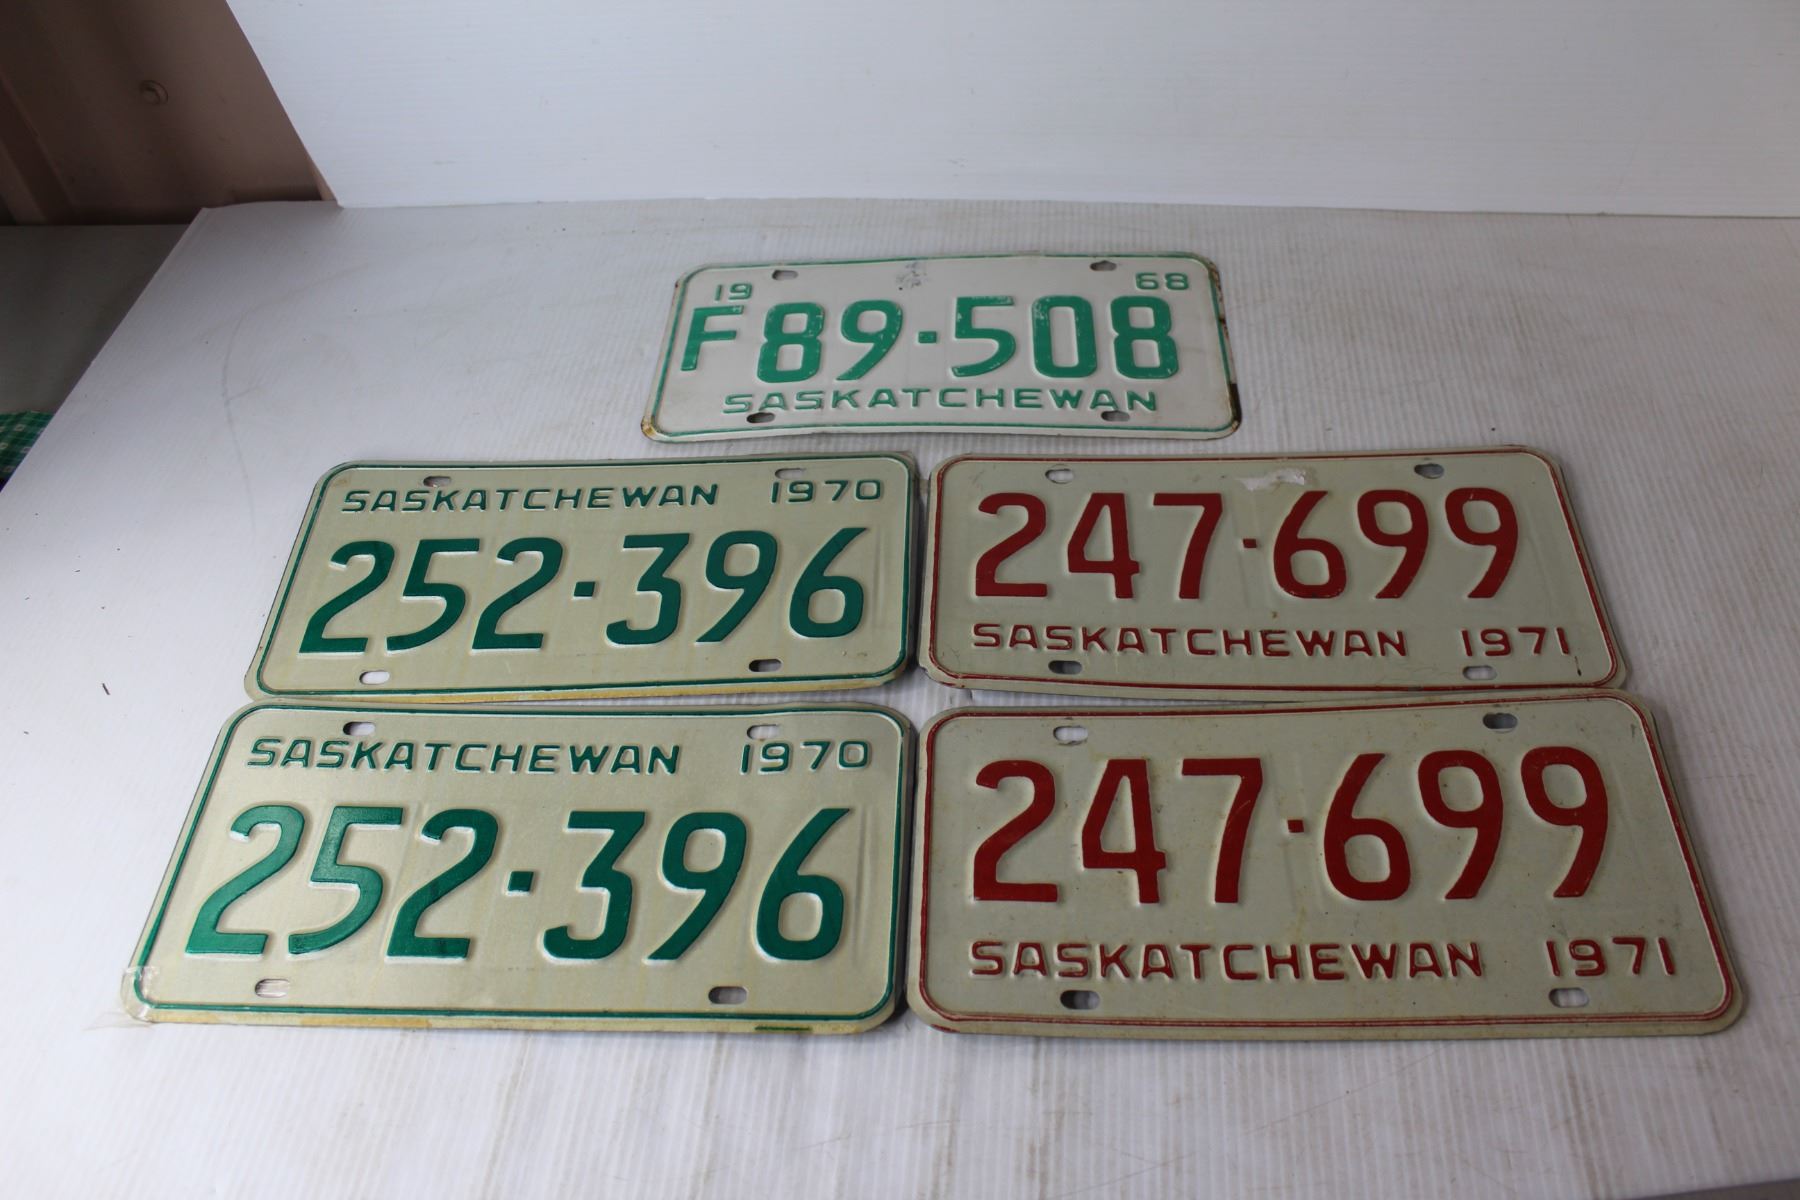 19 68
F89·508
SASKATCHEWAN
SASKATCHEWAN 1970
252·396
247·699
SASKATCHEWAN 1971
SASKATCHEWAN 1970
252·396
247·699
SASKATCHEWAN 1971